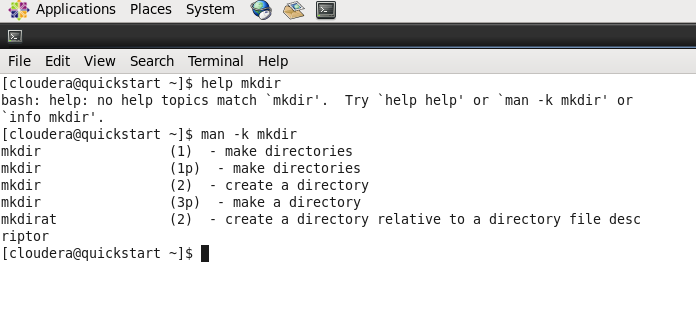 Applications Places System
File Edit View Search Terminal Help
[cloudera@quickstart ~]$ help mkdir
bash: help: no help topics match `mkdir'.  Try `help help' or `man -k mkdir' or
`info mkdir'.
[cloudera@quickstart ~]$ man -k mkdir
mkdir                (1)  - make directories
mkdir                (1p)  - make directories
mkdir                (2)  - create a directory
mkdir                (3p)  - make a directory
mkdirat              (2)  - create a directory relative to a directory file desc
riptor
[cloudera@quickstart ~]$